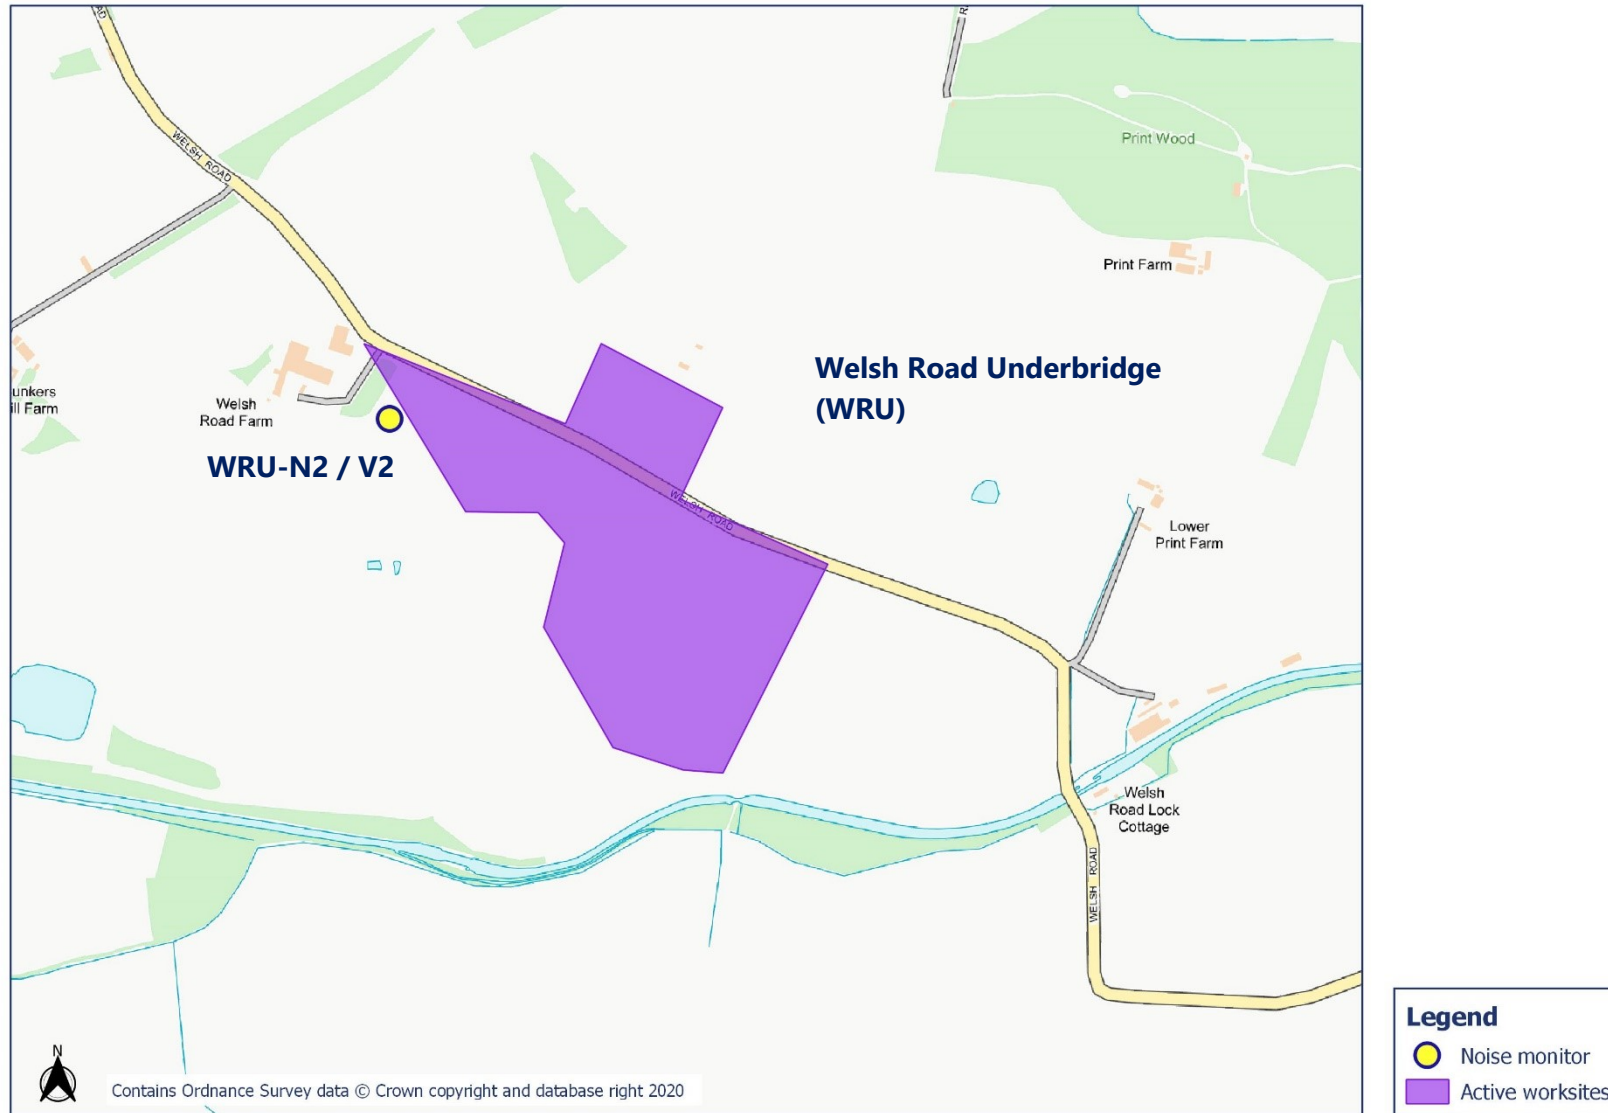 WELSH ROAD
Print Wood
Print Farm
Welsh Road Underbridge
(WRU)
unkers
ill Farm
Welsh
Road Farm
WRU-N2 / V2
WELSH ROAD
Lower
Print Farm
Welsh
Road Lock
Cottage
WELSH ROAD
N
Contains Ordnance Survey data © Crown copyright and database right 2020
Legend
Noise monitor
Active worksites